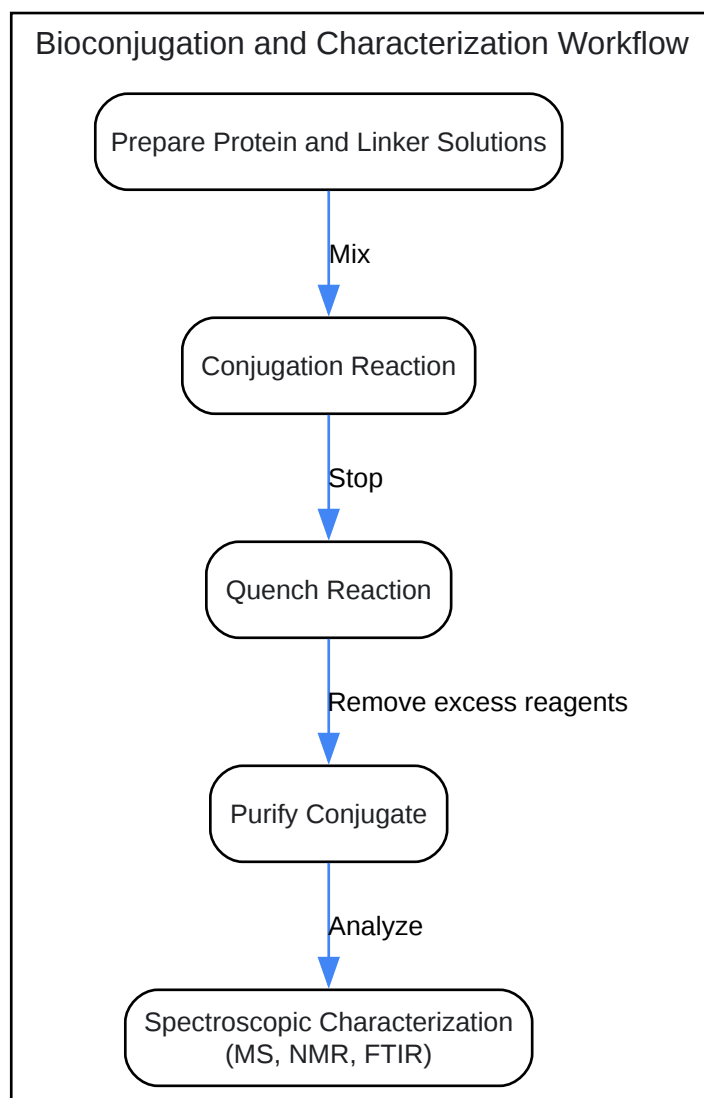 Bioconjugation and Characterization Workflow
Prepare Protein and Linker Solutions
Mix
Conjugation Reaction
Stop
Quench Reaction
Remove excess reagents
Purify Conjugate
Analyze
Spectroscopic Characterization
(MS, NMR, FTIR)